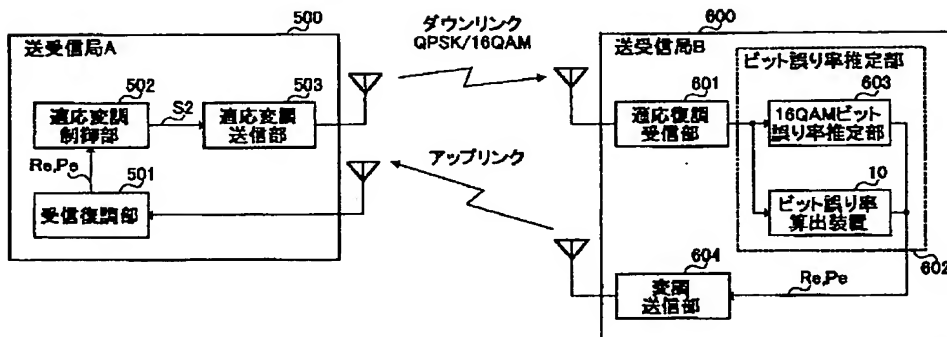 500
送受信局A
502
適応変調
制御部
S2
503
適応変調
送信部
Re,Pe
501
受信復調部
ダウンリンク
QPSK/16QAM
アップリンク
600
送受信局B
601
適応復調
受信部
ビット誤り率推定部
603
16QAMビット
誤り率推定部
10
ビット誤り率
算出装置
602
604
変調
送信部
Re,Pe